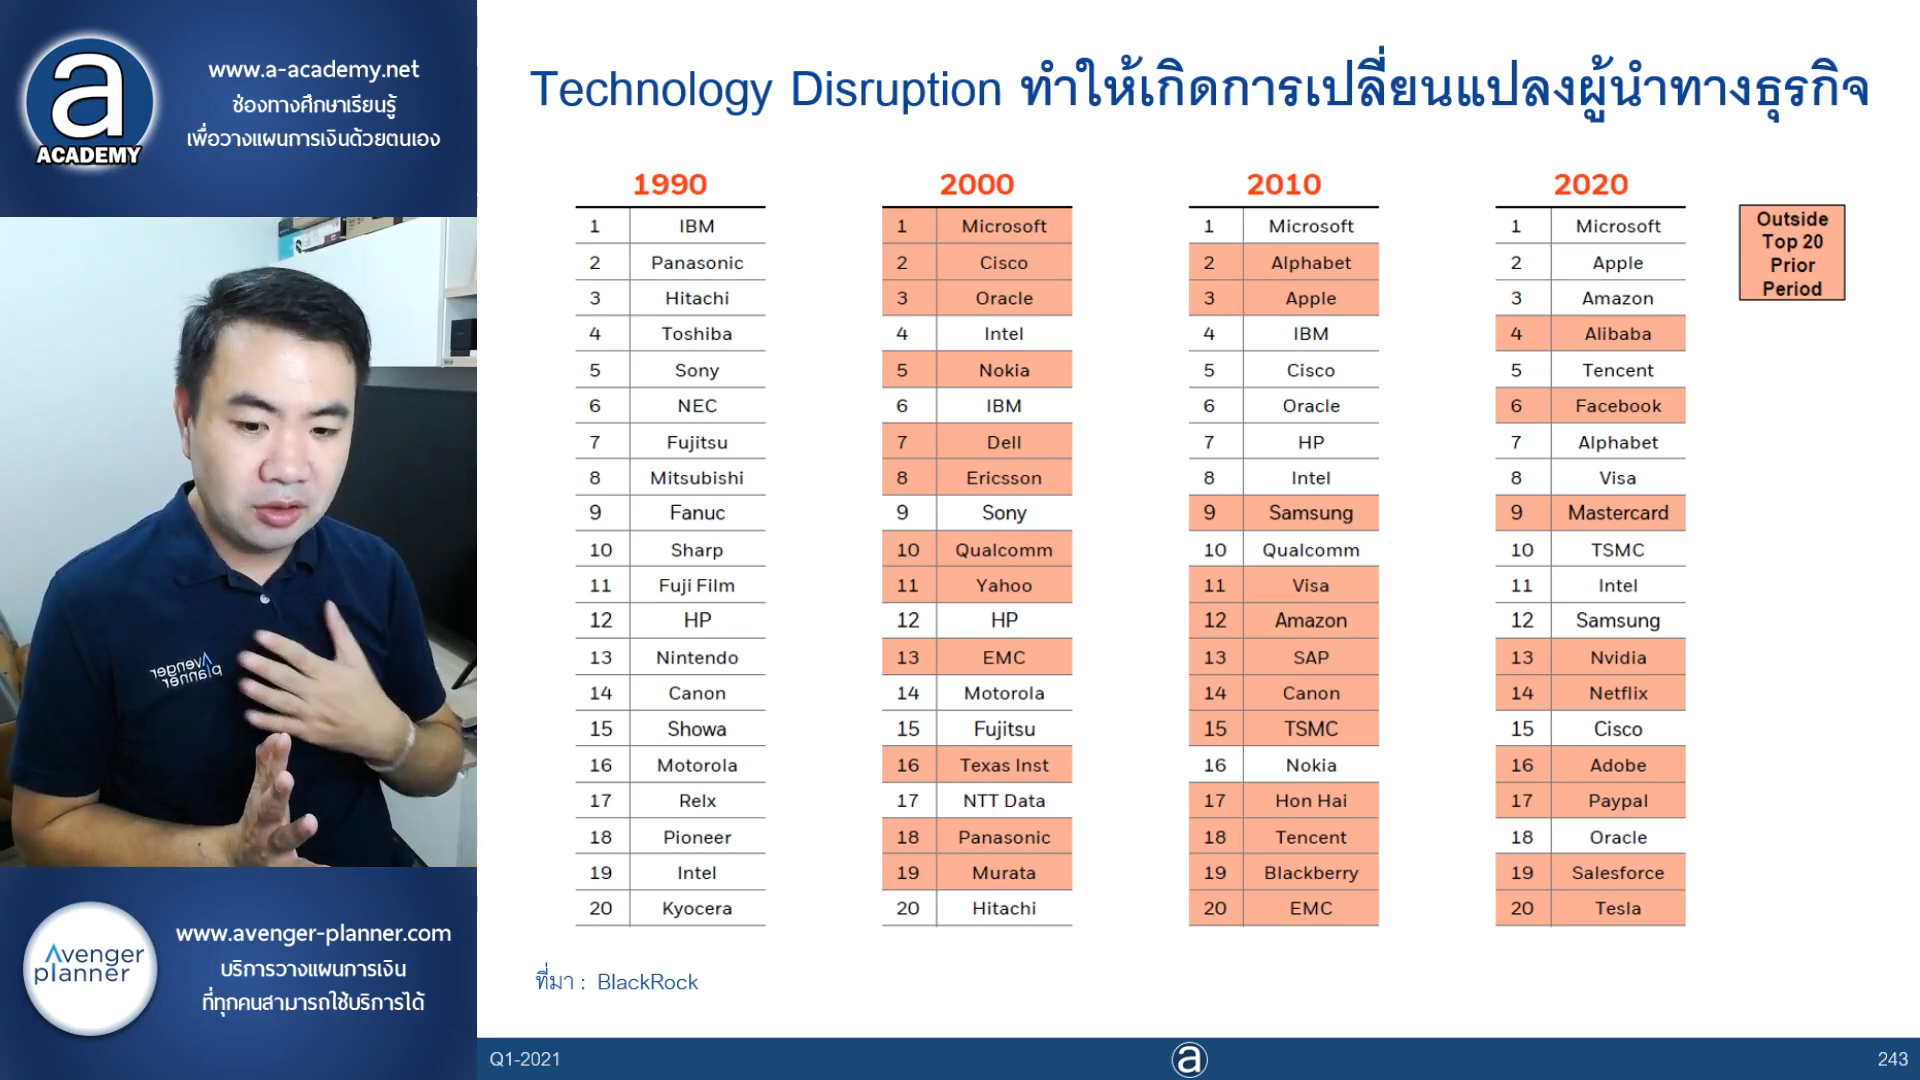 a
ACADEMY
www.a-academy.net
ช่องทางศึกษาเรียนรู้
เพื่อวางแผนการเงินด้วยตนเอง
Avenger
planner
Avenger
planner
www.avenger-planner.com
บริการวางแผนการเงิน
ที่ทุกคนสามารถใช้บริการได้
Technology Disruption ทำให้เกิดการเปลี่ยนแปลงผู้นำทางธุรกิจ
1990
1 IBM
2 Panasonic
3 Hitachi
4 Toshiba
5 Sony
6 NEC
7 Fujitsu
8 Mitsubishi
9 Fanuc
10 Sharp
11 Fuji Film
12 HP
13 Nintendo
14 Canon
15 Showa
16 Motorola
17 Relx
18 Pioneer
19 Intel
20 Kyocera
2000
1 Microsoft
2 Cisco
3 Oracle
4 Intel
5 Nokia
6 IBM
7 Dell
8 Ericsson
9 Sony
10 Qualcomm
11 Yahoo
12 HP
13 EMC
14 Motorola
15 Fujitsu
16 Texas Inst
17 NTT Data
18 Panasonic
19 Murata
20 Hitachi
2010
1 Microsoft
2 Alphabet
3 Apple
4 IBM
5 Cisco
6 Oracle
7 HP
8 Intel
9 Samsung
10 Qualcomm
11 Visa
12 Amazon
13 SAP
14 Canon
15 TSMC
16 Nokia
17 Hon Hai
18 Tencent
19 Blackberry
20 EMC
2020
1 Microsoft
2 Apple
3 Amazon
4 Alibaba
5 Tencent
6 Facebook
7 Alphabet
8 Visa
9 Mastercard
10 TSMC
11 Intel
12 Samsung
13 Nvidia
14 Netflix
15 Cisco
16 Adobe
17 Paypal
18 Oracle
19 Salesforce
20 Tesla
Outside
Top 20
Prior
Period
ที่มา : BlackRock
Q1-2021
a
243